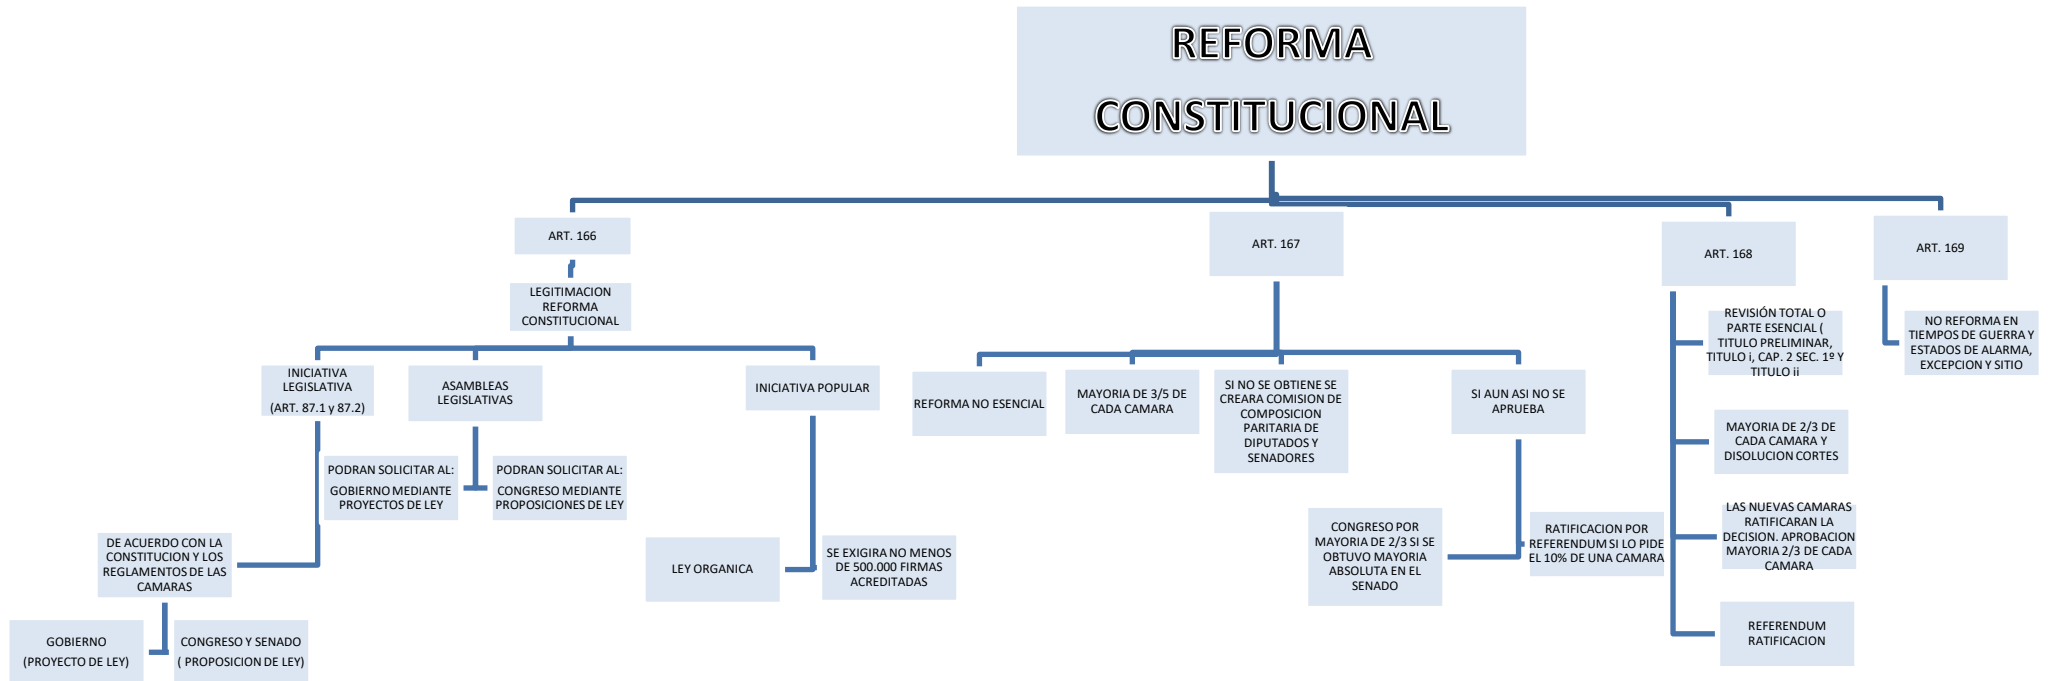 REFORMA
CONSTITUCIONAL
ART. 166
LEGITIMACION
REFORMA
CONSTITUCIONAL
INICIATIVA
LEGISLATIVA
(ART. 87.1 y 87.2)
DE ACUERDO CON LA
CONSTITUCION Y LOS
REGLAMENTOS DE LAS
CAMARAS
GOBIERNO
(PROYECTO DE LEY)
CONGRESO Y SENADO
( PROPOSICION DE LEY)
ASAMBLEAS
LEGISLATIVAS
PODRAN SOLICITAR AL:
GOBIERNO MEDIANTE
PROYECTOS DE LEY
PODRAN SOLICITAR AL:
CONGRESO MEDIANTE
PROPOSICIONES DE LEY
INICIATIVA POPULAR
LEY ORGANICA
SE EXIGIRA NO MENOS
DE 500.000 FIRMAS
ACREDITADAS
ART. 167
REFORMA NO ESENCIAL
MAYORIA DE 3/5 DE
CADA CAMARA
SI NO SE OBTIENE SE
CREARA COMISION DE
COMPOSICION
PARITARIA DE
DIPUTADOS Y
SENADORES
SI AUN ASI NO SE
APRUEBA
CONGRESO POR
MAYORIA DE 2/3 SI SE
OBTUVO MAYORIA
ABSOLUTA EN EL
SENADO
RATIFICACION POR
REFERENDUM SI LO PIDE
EL 10% DE UNA CAMARA
ART. 168
REVISIÓN TOTAL O
PARTE ESENCIAL (
TITULO PRELIMINAR,
TITULO i, CAP. 2 SEC. 1º Y
TITULO ii
MAYORIA DE 2/3 DE
CADA CAMARA Y
DISOLUCION CORTES
LAS NUEVAS CAMARAS
RATIFICARAN LA
DECISION. APROBACION
MAYORIA 2/3 DE CADA
CAMARA
REFERENDUM
RATIFICACION
ART. 169
NO REFORMA EN
TIEMPOS DE GUERRA Y
ESTADOS DE ALARMA,
EXCEPCION Y SITIO